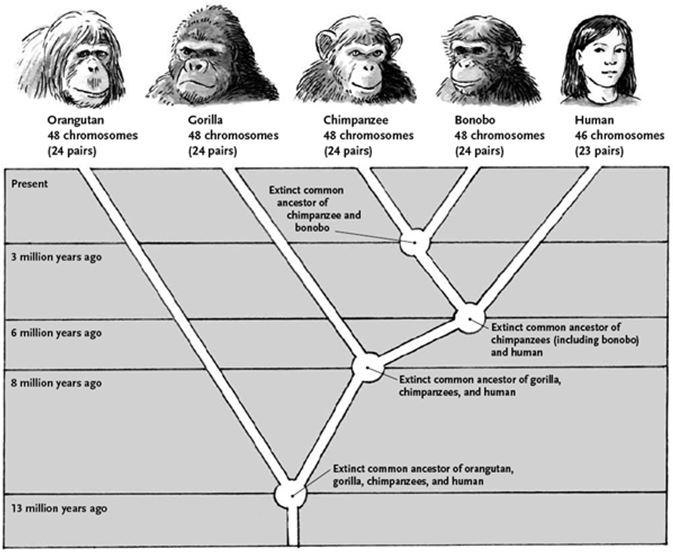 Orangutan
48 chromosomes
(24 pairs)
Gorilla
48 chromosomes
(24 pairs)
Chimpanzee
48 chromosomes
(24 pairs)
Bonobo
48 chromosomes
(24 pairs)
Human
46 chromosomes
(23 pairs)
Present
Extinct common
ancestor of
chimpanzee and
bonobo
3 million years ago
6 million years ago
Extinct common ancestor of
chimpanzees (including bonobo)
and human
8 million years ago
Extinct common ancestor of gorilla,
chimpanzees, and human
Extinct common ancestor of orangutan,
gorilla, chimpanzees, and human
13 million years ago